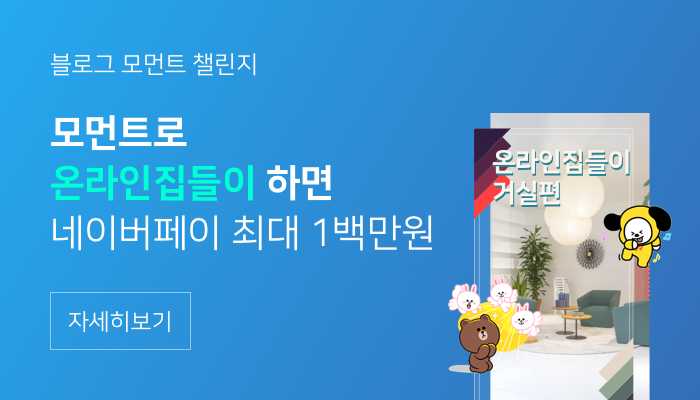 블로그 모먼트 챌린지
모먼트로
온라인집들이 하면
네이버페이 최대 1백만원
자세히보기
온라인집들이
거실편